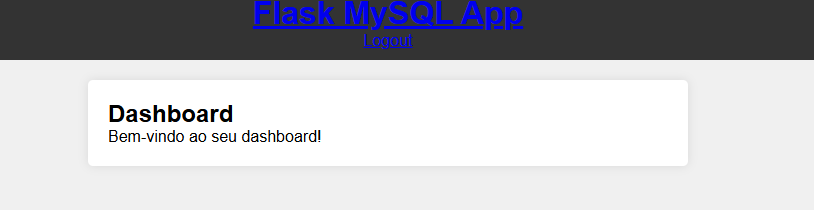 Flask MySQL App
Logout
Dashboard
Bem-vindo ao seu dashboard!